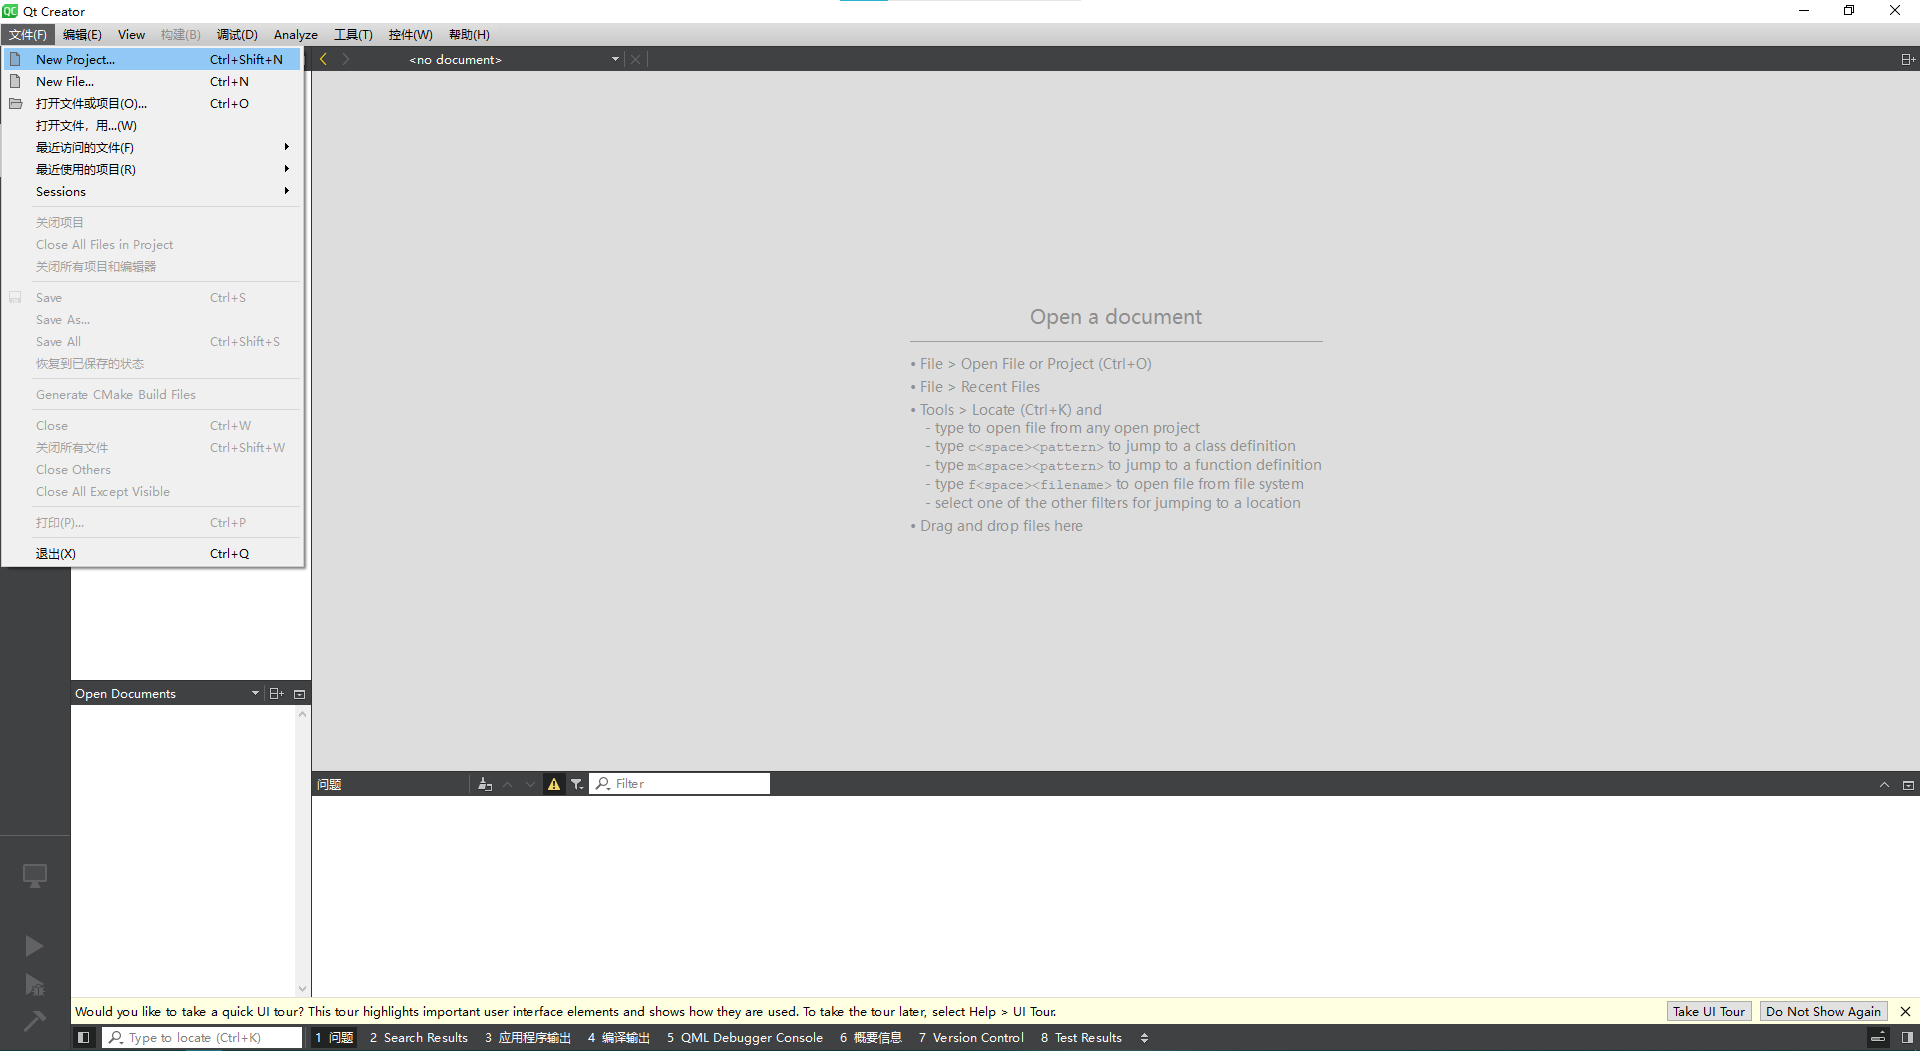 Qt Creator
文件(F) 编辑(E) View 构建(B) 调试(D) Analyze 工具(T) 控件(W) 帮助(H)
New Project... Ctrl+Shift+N
<no document>
New File... Ctrl+N
打开文件或项目(O)... Ctrl+O
打开文件，用...(W)
最近访问的文件(F)
最近使用的项目(R)
Sessions
关闭项目
Close All Files in Project
关闭所有项目和编辑器
Save Ctrl+S
Save As...
Save All Ctrl+Shift+S
恢复到已保存的状态
Generate CMake Build Files
Close Ctrl+W
关闭所有文件 Ctrl+Shift+W
Close Others
Close All Except Visible
打印(P)... Ctrl+P
退出(X) Ctrl+Q
Open a document
• File > Open File or Project (Ctrl+O)
• File > Recent Files
• Tools > Locate (Ctrl+K) and
- type to open file from any open project
- type c<space><pattern> to jump to a class definition
- type m<space><pattern> to jump to a function definition
- type f<space><filename> to open file from file system
- select one of the other filters for jumping to a location
• Drag and drop files here
Open Documents
问题
Filter
Would you like to take a quick UI tour? This tour highlights important user interface elements and shows how they are used. To take the tour later, select Help > UI Tour.
Take UI Tour
Do Not Show Again
Type to locate (Ctrl+K)
1 问题 2 Search Results 3 应用程序输出 4 编译输出 5 QML Debugger Console 6 概要信息 7 Version Control 8 Test Results